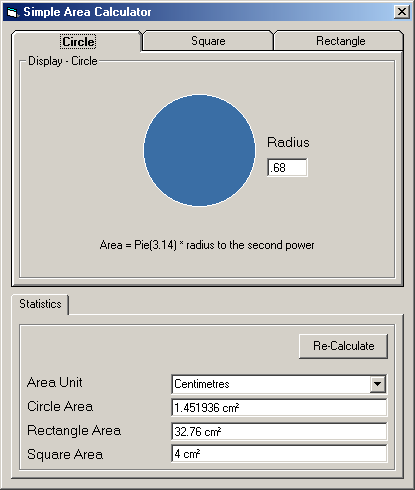 Simple Area Calculator
Circle Square Rectangle
Display - Circle
Radius
.68
Area = Pie(3.14) * radius to the second power
Statistics
Re-Calculate
Area Unit Centimetres
Circle Area 1.451936 cm²
Rectangle Area 32.76 cm²
Square Area 4 cm²